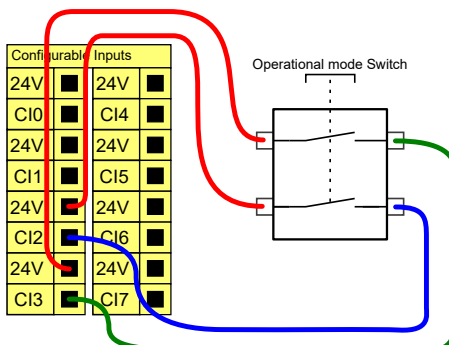 Configurable Inputs
Operational mode Switch
24V 24V
CI0 CI4
24V 24V
CI1 CI5
24V 24V
CI2 CI6
24V 24V
CI3 CI7